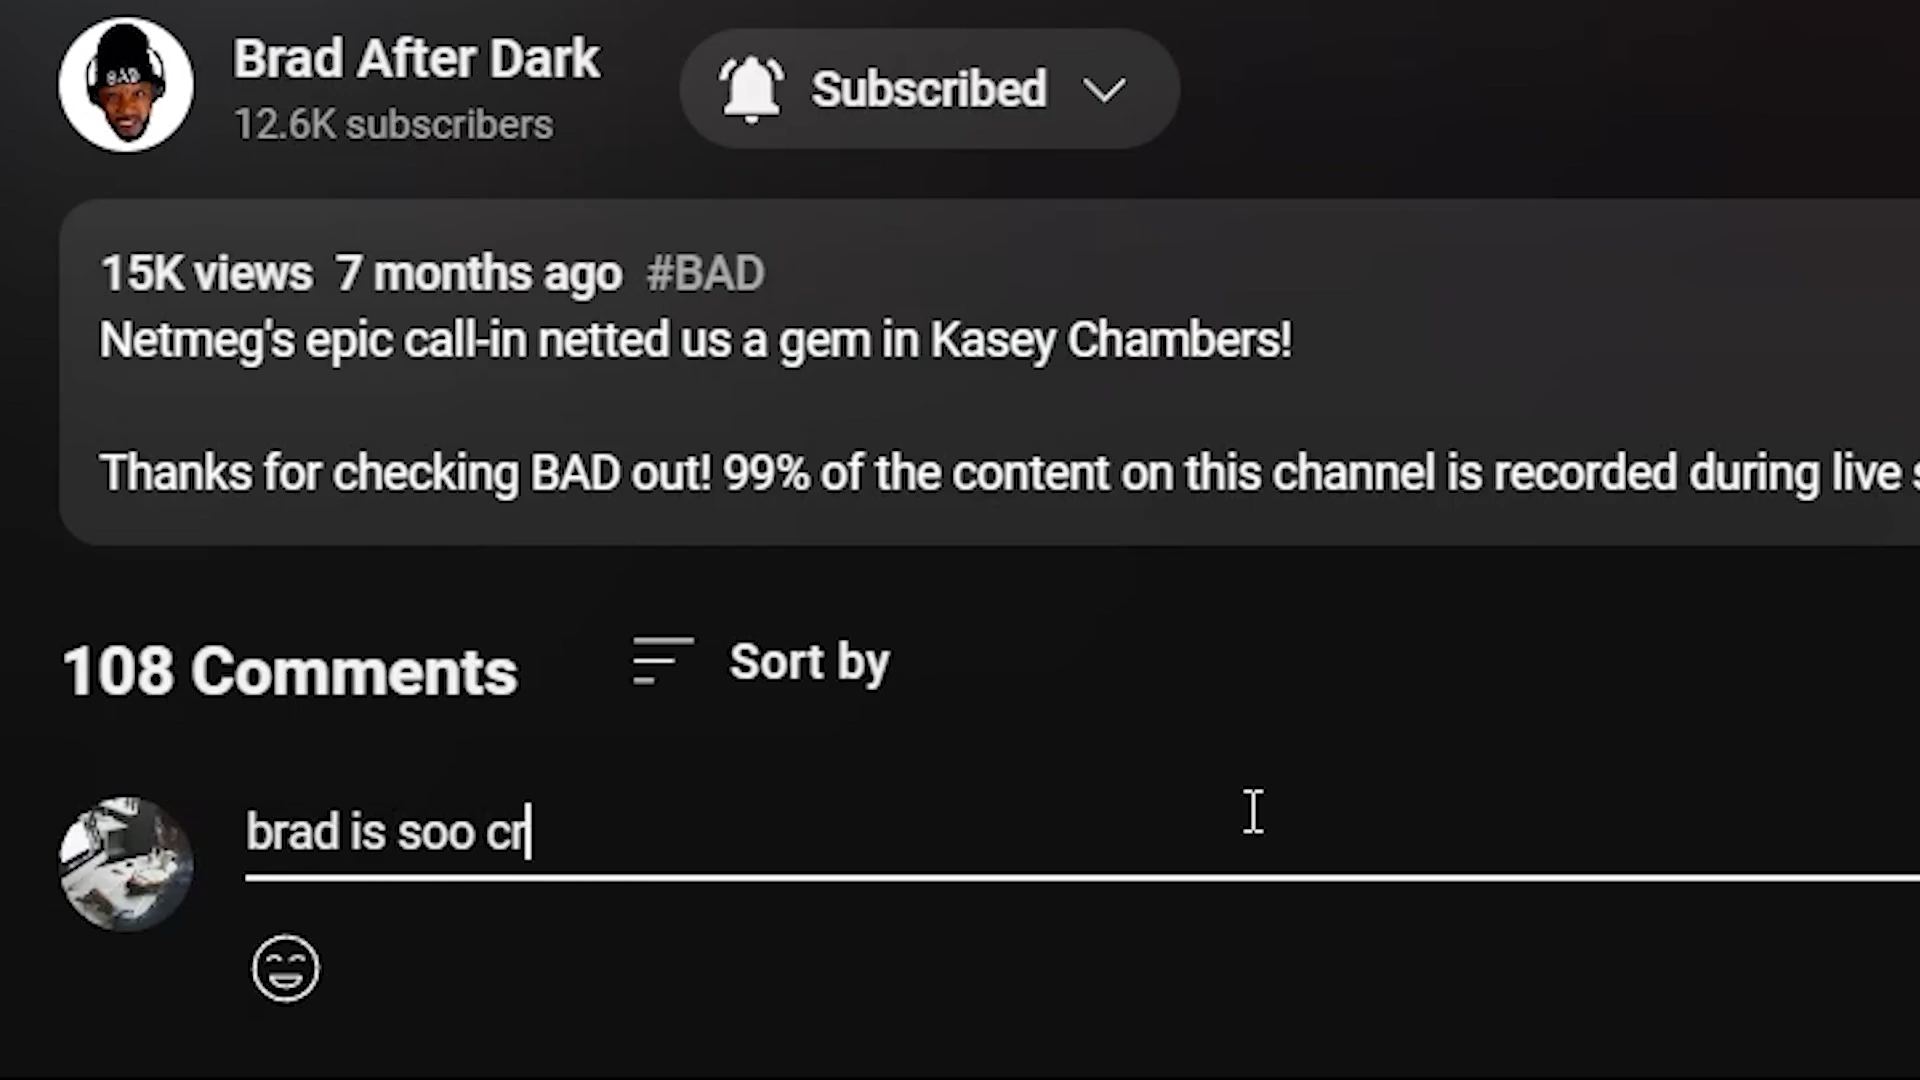 BAD
Brad After Dark
12.6K subscribers
Subscribed
15K views 7 months ago #BAD
Netmeg's epic call-in netted us a gem in Kasey Chambers!
Thanks for checking BAD out! 99% of the content on this channel is recorded during live
108 Comments
Sort by
brad is soo cr